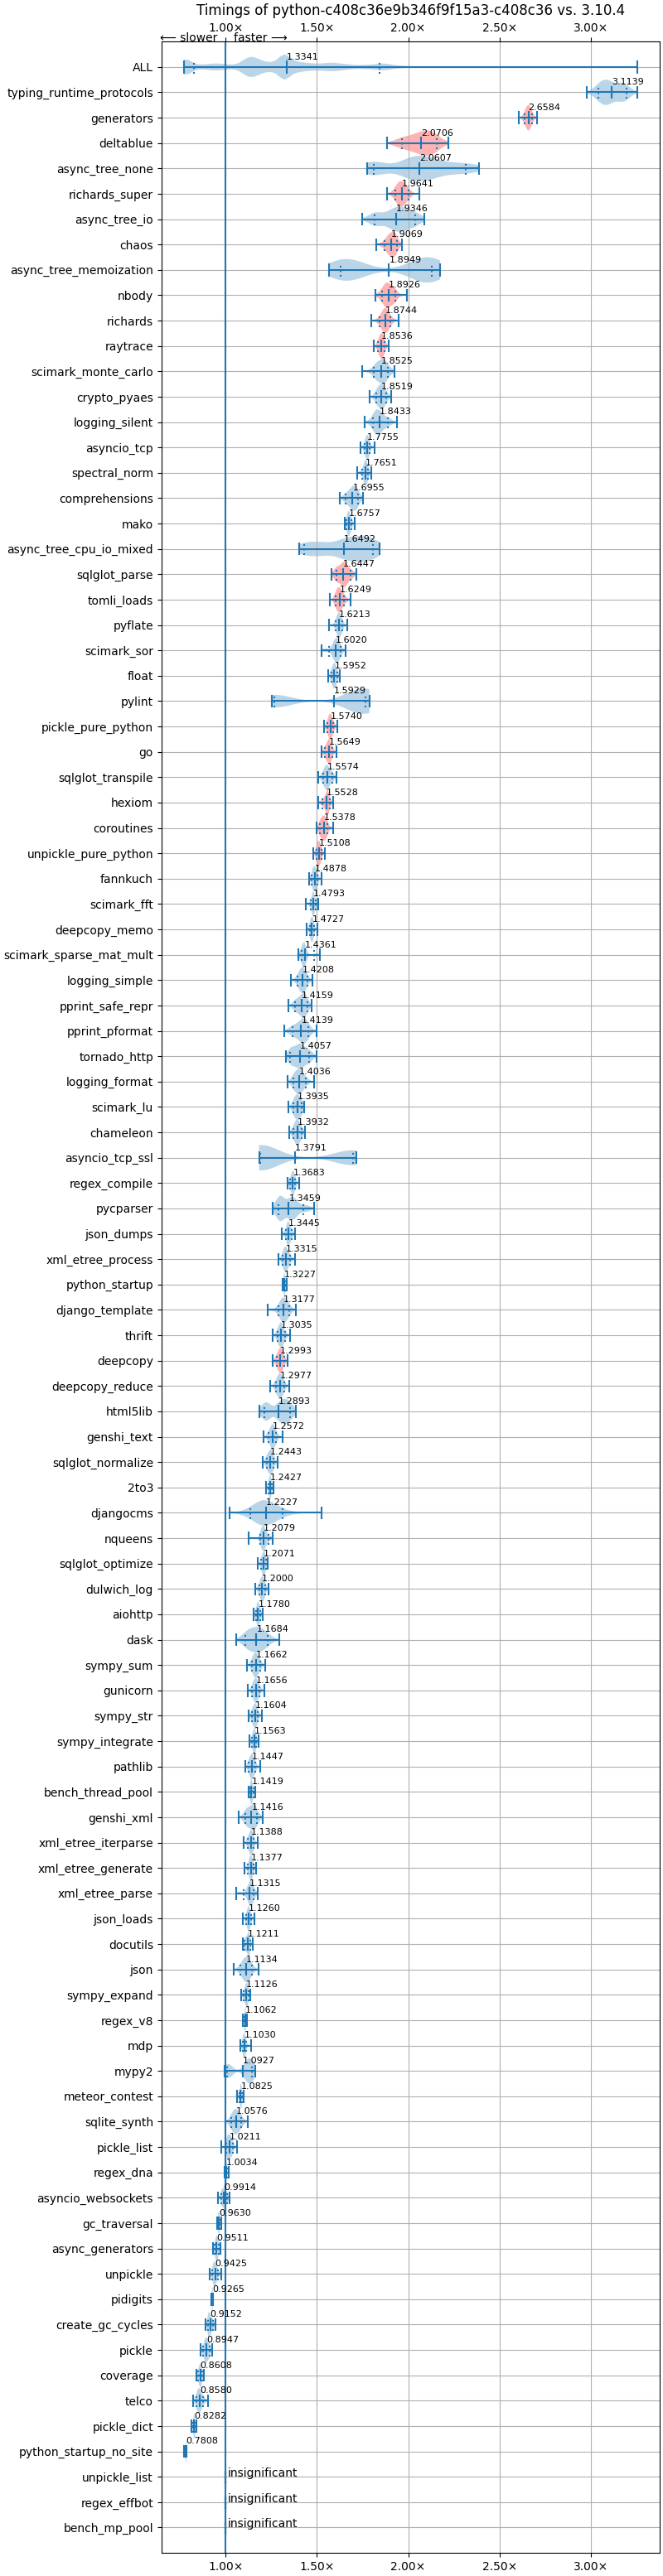 Timings of python-c408c36e9b346f9f15a3-c408c36 vs. 3.10.4
1.00× 1.50× 2.00× 2.50× 3.00×
⟵ slower faster ⟶
ALL 1.3341
typing_runtime_protocols 3.1139
generators 2.6584
deltablue 2.0706
async_tree_none 2.0607
richards_super 1.9641
async_tree_io 1.9346
chaos 1.9069
async_tree_memoization 1.8949
nbody 1.8926
richards 1.8744
raytrace 1.8536
scimark_monte_carlo 1.8525
crypto_pyaes 1.8519
logging_silent 1.8433
asyncio_tcp 1.7755
spectral_norm 1.7651
comprehensions 1.6955
mako 1.6757
async_tree_cpu_io_mixed 1.6492
sqlglot_parse 1.6447
tomli_loads 1.6249
pyflate 1.6213
scimark_sor 1.6020
float 1.5952
pylint 1.5929
pickle_pure_python 1.5740
go 1.5649
sqlglot_transpile 1.5574
hexiom 1.5528
coroutines 1.5378
unpickle_pure_python 1.5108
fannkuch 1.4878
scimark_fft 1.4793
deepcopy_memo 1.4727
scimark_sparse_mat_mult 1.4361
logging_simple 1.4208
pprint_safe_repr 1.4159
pprint_pformat 1.4139
tornado_http 1.4057
logging_format 1.4036
scimark_lu 1.3935
chameleon 1.3932
asyncio_tcp_ssl 1.3791
regex_compile 1.3683
pycparser 1.3459
json_dumps 1.3445
xml_etree_process 1.3315
python_startup 1.3227
django_template 1.3177
thrift 1.3035
deepcopy 1.2993
deepcopy_reduce 1.2977
html5lib 1.2893
genshi_text 1.2572
sqlglot_normalize 1.2443
2to3 1.2427
djangocms 1.2227
nqueens 1.2079
sqlglot_optimize 1.2071
dulwich_log 1.2000
aiohttp 1.1780
dask 1.1684
sympy_sum 1.1662
gunicorn 1.1656
sympy_str 1.1604
sympy_integrate 1.1563
pathlib 1.1447
bench_thread_pool 1.1419
genshi_xml 1.1416
xml_etree_iterparse 1.1388
xml_etree_generate 1.1377
xml_etree_parse 1.1315
json_loads 1.1260
docutils 1.1211
json 1.1134
sympy_expand 1.1126
regex_v8 1.1062
mdp 1.1030
mypy2 1.0927
meteor_contest 1.0825
sqlite_synth 1.0576
pickle_list 1.0211
regex_dna 1.0034
asyncio_websockets 0.9914
gc_traversal 0.9630
async_generators 0.9511
unpickle 0.9425
pidigits 0.9265
create_gc_cycles 0.9152
pickle 0.8947
coverage 0.8608
telco 0.8580
pickle_dict 0.8282
python_startup_no_site 0.7808
unpickle_list insignificant
regex_effbot insignificant
bench_mp_pool insignificant
1.00× 1.50× 2.00× 2.50× 3.00×